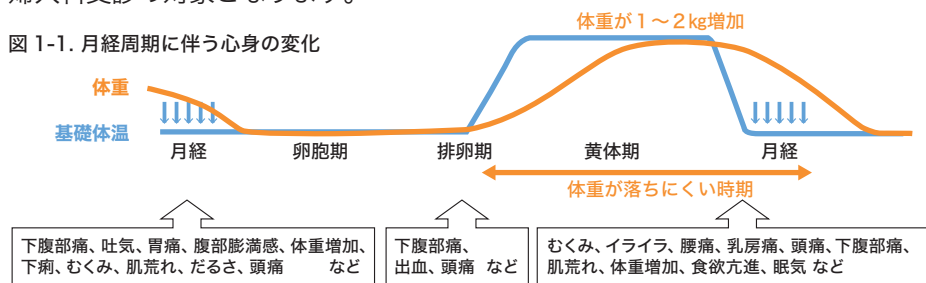 図 1-1. 月経周期に伴う心身の変化
体重が１〜２kg増加
体重
基礎体温
月経
卵胞期
排卵期
黄体期
月経
体重が落ちにくい時期
下腹部痛、吐気、胃痛、腹部膨満感、体重増加、
下痢、むくみ、肌荒れ、だるさ、頭痛 など
下腹部痛、
出血、頭痛 など
むくみ、イライラ、腰痛、乳房痛、頭痛、下腹部痛、
肌荒れ、体重増加、食欲亢進、眠気 など